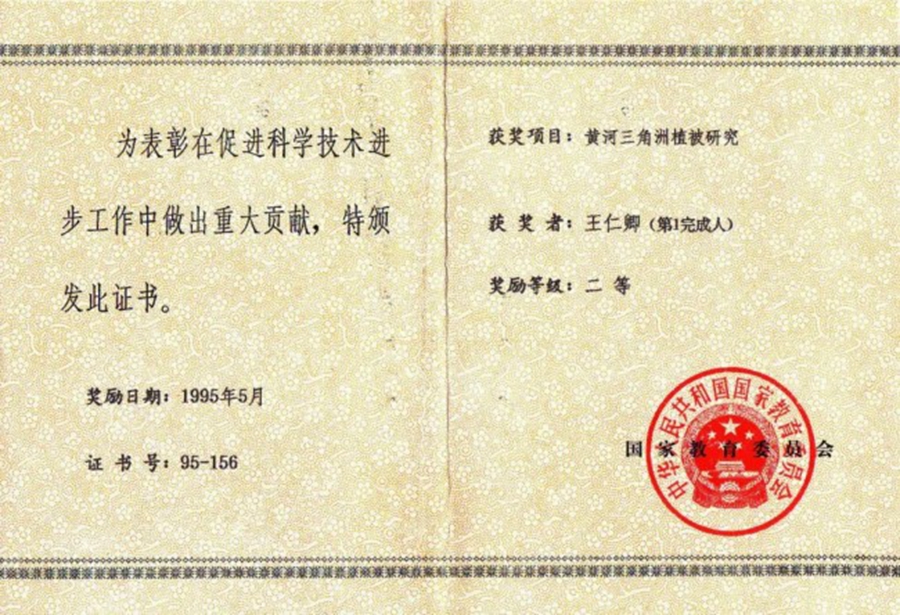 为表彰在促进科学技术进
步工作中做出重大贡献，特颁
发此证书。
奖励日期：1995年5月
证书号：95-156
获奖项目：黄河三角洲植被研究
获奖者：王仁卿（第1完成人）
奖励等级：二等
国家教育委员会
中华人民共和国国家教育委员会